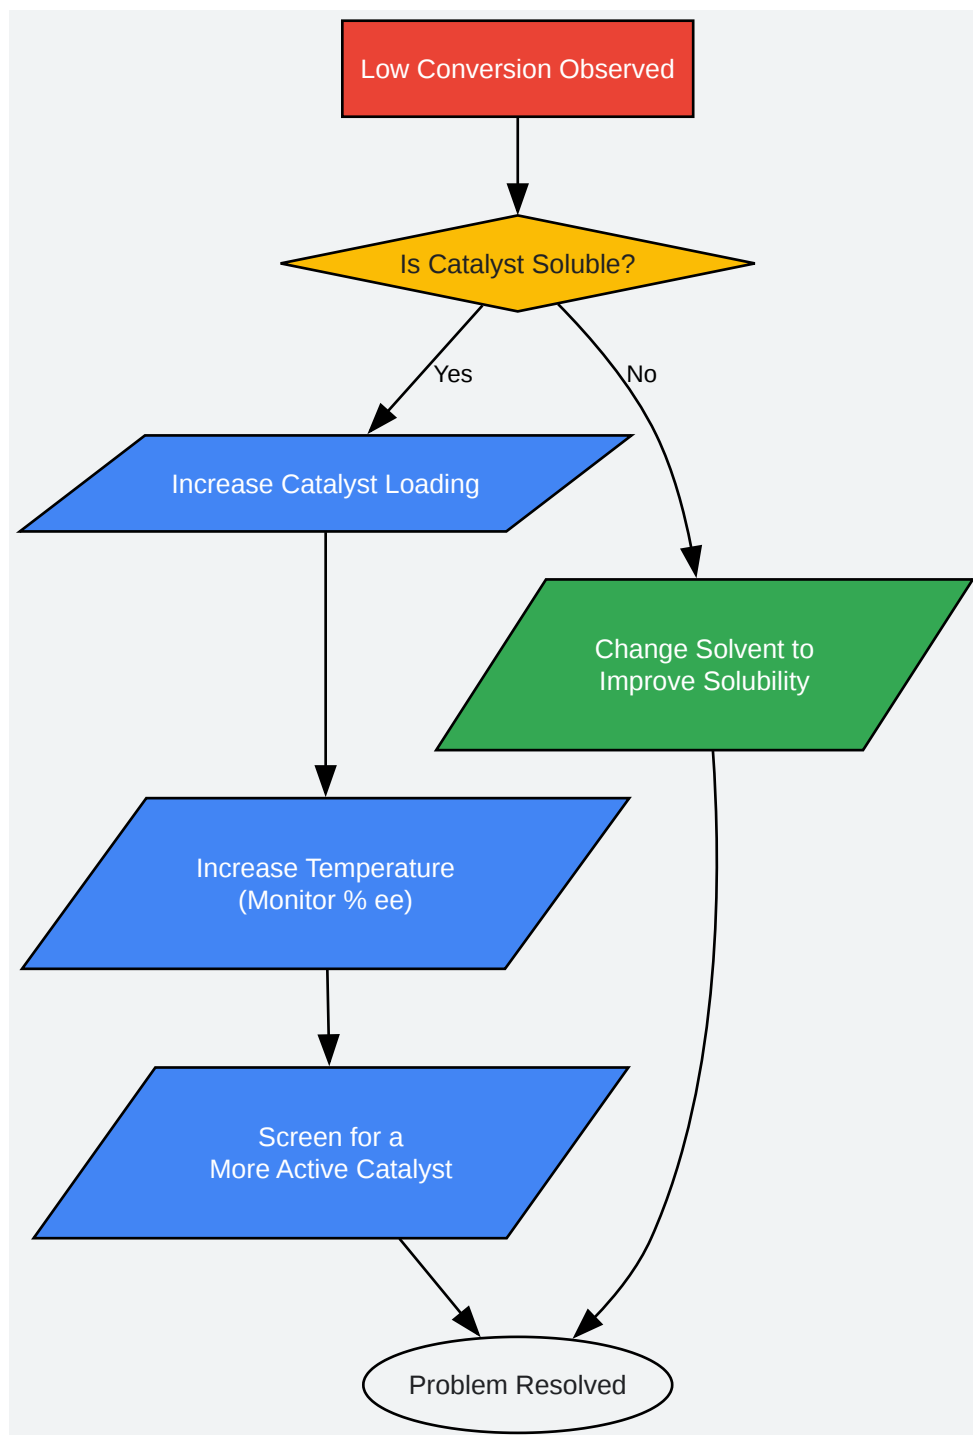 Low Conversion Observed
Is Catalyst Soluble?
Yes
No
Increase Catalyst Loading
Change Solvent to
Improve Solubility
Increase Temperature
(Monitor % ee)
Screen for a
More Active Catalyst
Problem Resolved